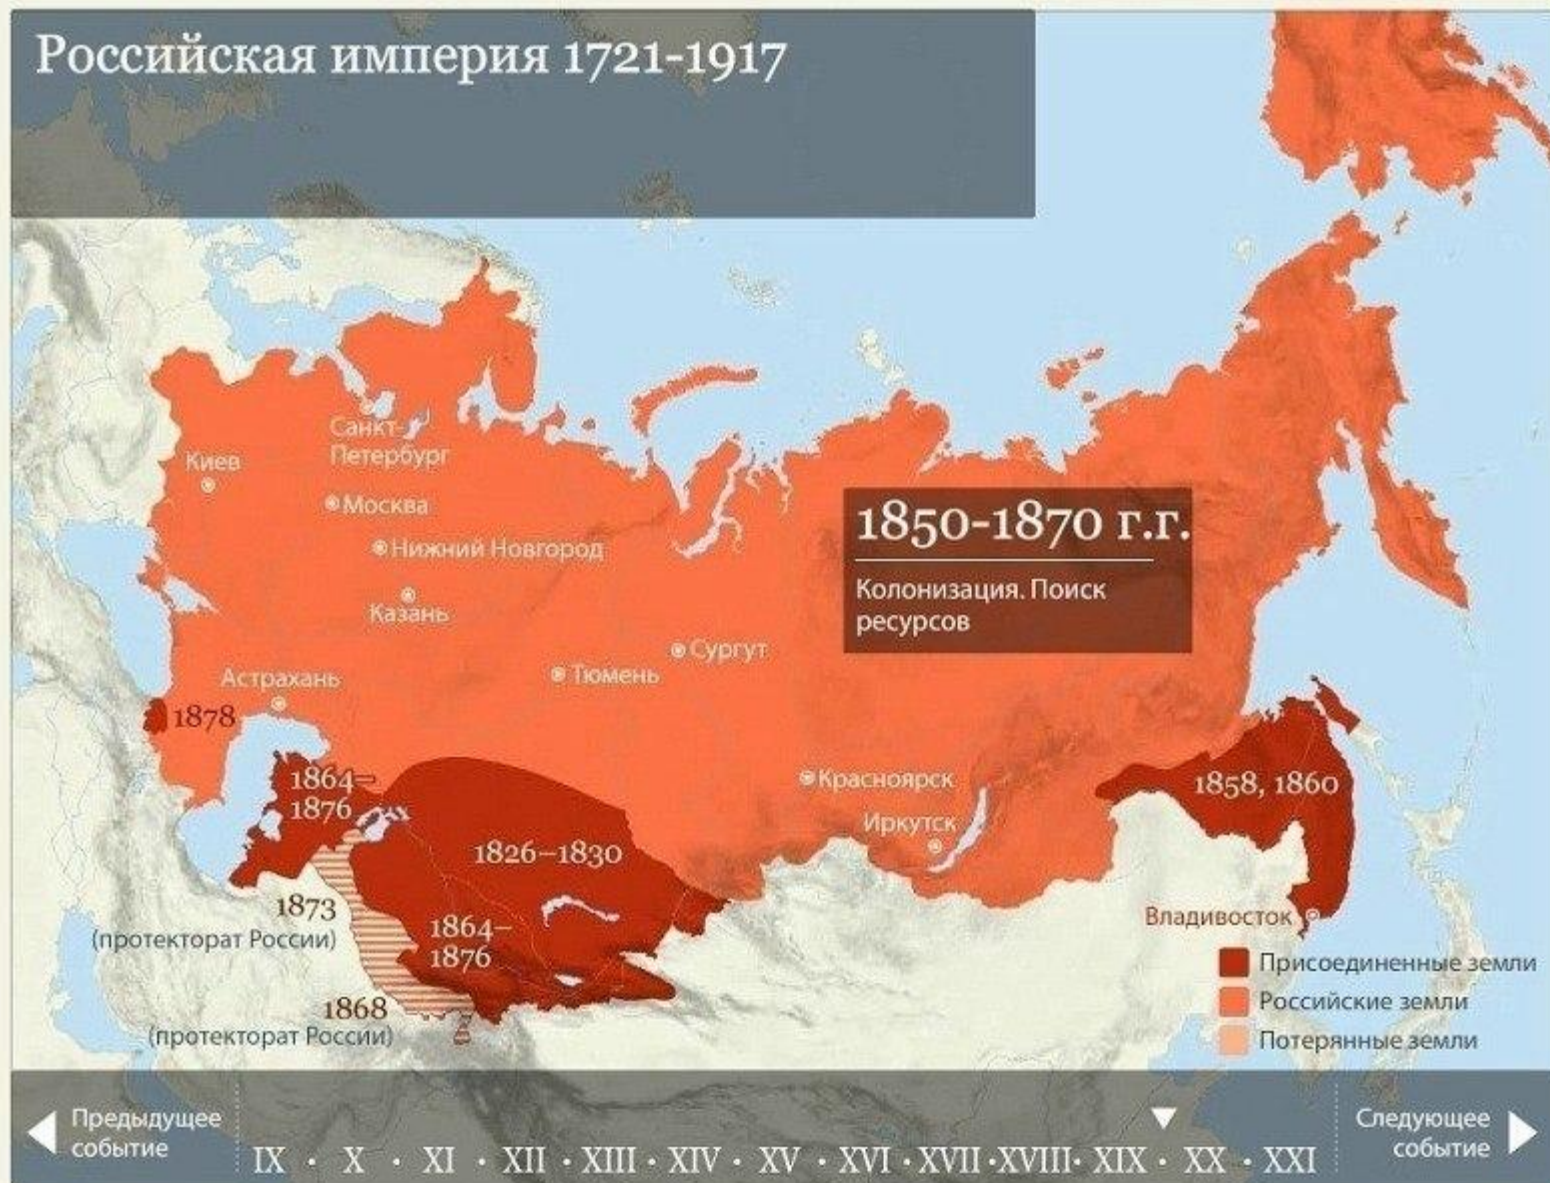 Российская империя 1721-1917
Санкт-
Петербург
Киев
Москва
Нижний Новгород
Казань
1850-1870 г.г.
Колонизация. Поиск
ресурсов
Сургут
Тюмень
Астрахань
1878
1864–
1876
Красноярск
1858, 1860
Иркутск
1826–1830
1873
(протекторат России)
1864–
1876
Владивосток
1868
(протекторат России)
Присоединенные земли
Российские земли
Потерянные земли
Предыдущее
событие
IX · X · XI · XII · XIII · XIV · XV · XVI · XVII · XVIII · XIX · XX · XXI
Следующее
событие